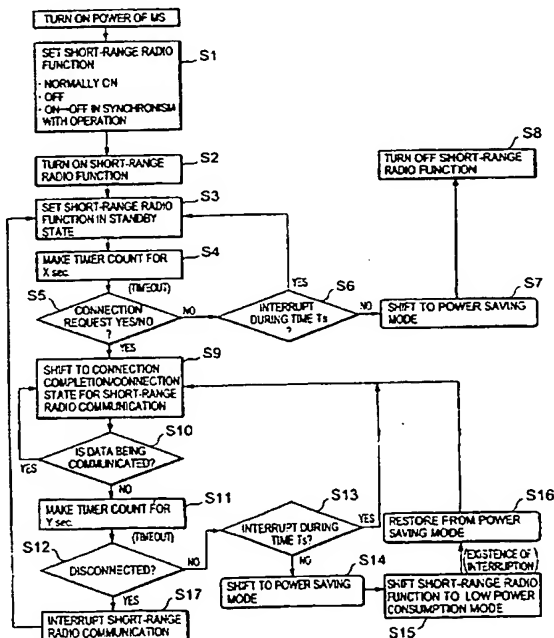 TURN ON POWER OF MS
SET SHORT-RANGE RADIO
FUNCTION
· NORMALLY ON
· OFF
· ON↔OFF IN SYNCHRONISM
WITH OPERATION
S1
TURN ON SHORT-RANGE
RADIO FUNCTION
S2
S3
SET SHORT-RANGE RADIO
FUNCTION IN STANDBY
STATE
MAKE TIMER COUNT FOR
X sec.
S4
(TIMEOUT)
S5
CONNECTION
REQUEST YES/NO
?
NO
YES
YES
INTERRUPT
DURING TIME Ts
?
S6
NO
SHIFT TO POWER SAVING
MODE
S7
TURN OFF SHORT-RANGE
RADIO FUNCTION
S8
S9
SHIFT TO CONNECTION
COMPLETION/CONNECTION
STATE FOR SHORT-RANGE
RADIO COMMUNICATION
S10
IS DATA BEING
COMMUNICATED?
YES
NO
MAKE TIMER COUNT FOR
Y sec.
S11
(TIMEOUT)
S12
DISCONNECTED?
NO
YES
S13
INTERRUPT DURING
TIME Ts?
YES
NO
S14
SHIFT TO POWER SAVING
MODE
S16
RESTORE FROM POWER
SAVING MODE
(EXISTENCE OF
INTERRUPTION)
SHIFT SHORT-RANGE RADIO
FUNCTION TO LOW POWER
CONSUMPTION MODE
S15
S17
INTERRUPT SHORT-RANGE
RADIO COMMUNICATION